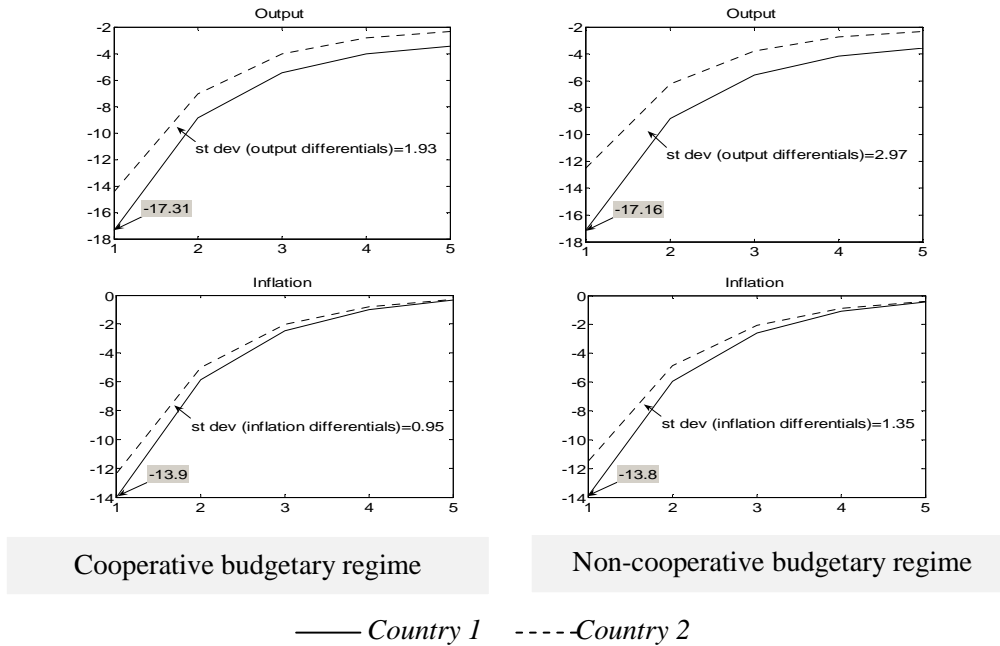 Output
-2
-4
-6
-8
-10
-12
-14
-16
-18
st dev (output differentials)=1.93
-17.31
1 2 3 4 5
Output
-2
-4
-6
-8
-10
-12
-14
-16
-18
st dev (output differentials)=2.97
-17.16
1 2 3 4 5
Inflation
0
-2
-4
-6
-8
-10
-12
-14
st dev (inflation differentials)=0.95
-13.9
1 2 3 4 5
Inflation
0
-2
-4
-6
-8
-10
-12
-14
st dev (inflation differentials)=1.35
-13.8
1 2 3 4 5
Cooperative budgetary regime
Non-cooperative budgetary regime
Country 1 Country 2